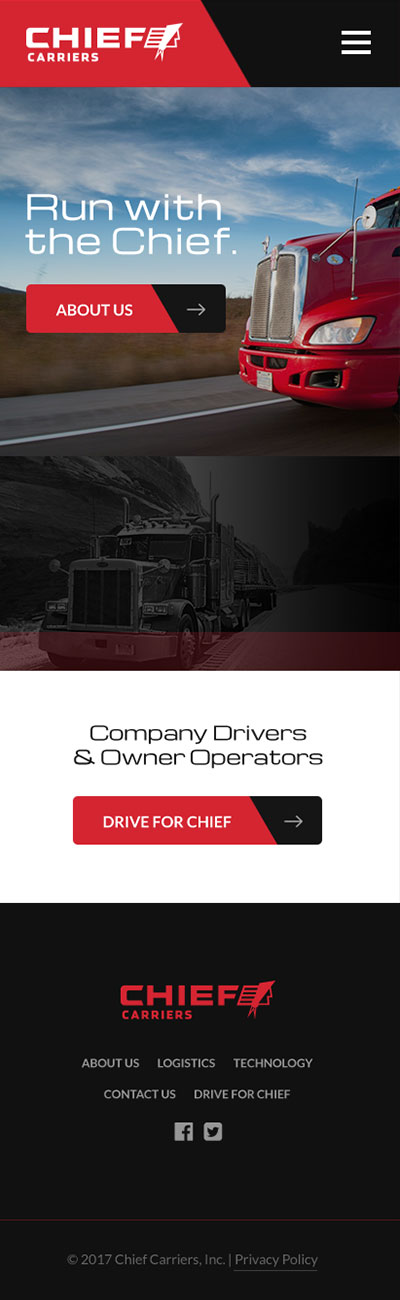 CHIEF
CARRIERS
Run with
the Chief.
ABOUT US
Company Drivers
& Owner Operators
DRIVE FOR CHIEF
CHIEF
CARRIERS
ABOUT US LOGISTICS TECHNOLOGY
CONTACT US DRIVE FOR CHIEF
© 2017 Chief Carriers, Inc. | Privacy Policy